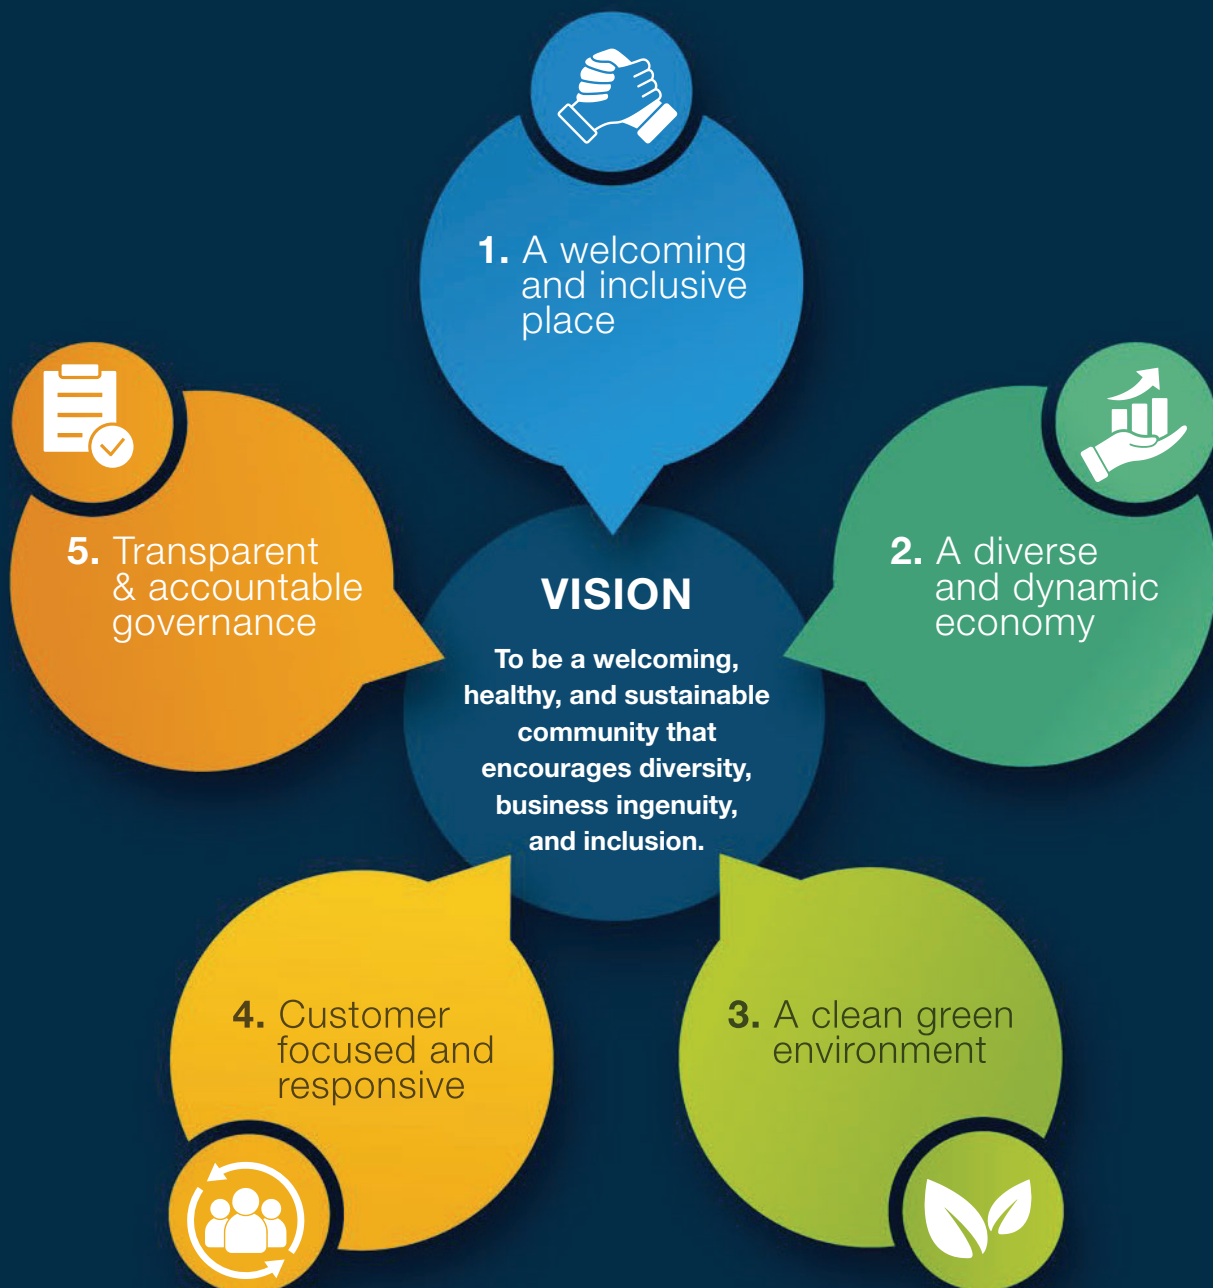 1. A welcoming
and inclusive
place
2. A diverse
and dynamic
economy
3. A clean green
environment
4. Customer
focused and
responsive
5. Transparent
& accountable
governance
VISION
To be a welcoming,
healthy, and sustainable
community that
encourages diversity,
business ingenuity,
and inclusion.